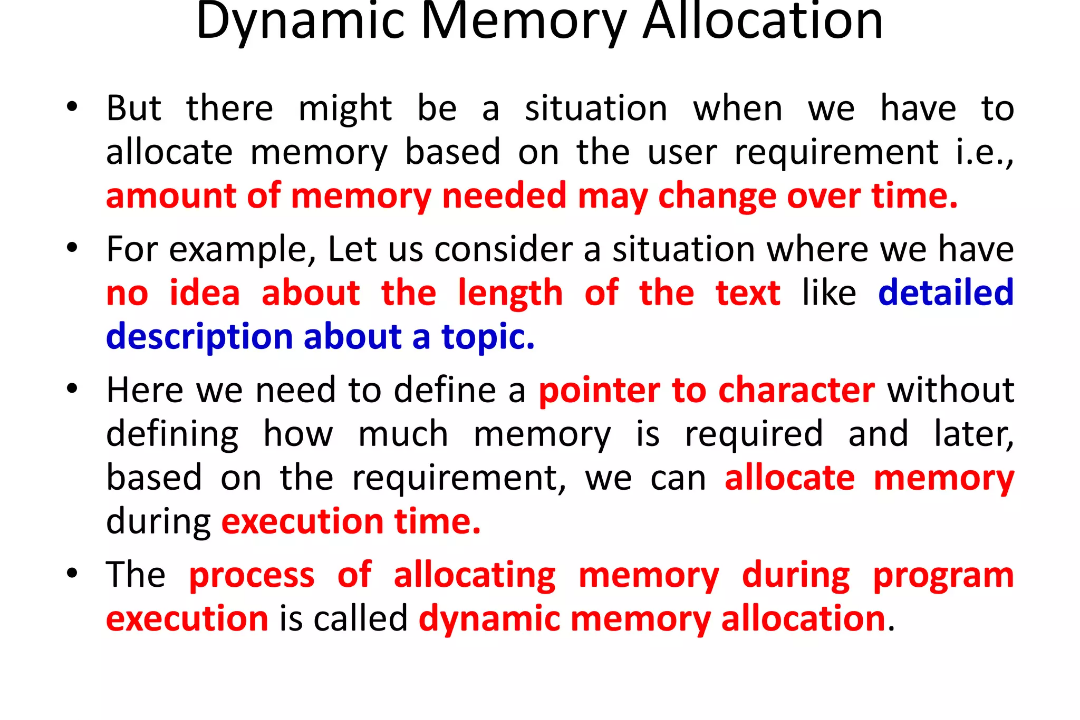 Dynamic Memory Allocation
• But there might be a situation when we have to
allocate memory based on the user requirement i.e.,
amount of memory needed may change over time.
• For example, Let us consider a situation where we have
no idea about the length of the text like detailed
description about a topic.
• Here we need to define a pointer to character without
defining how much memory is required and later,
based on the requirement, we can allocate memory
during execution time.
• The process of allocating memory during program
execution is called dynamic memory allocation.